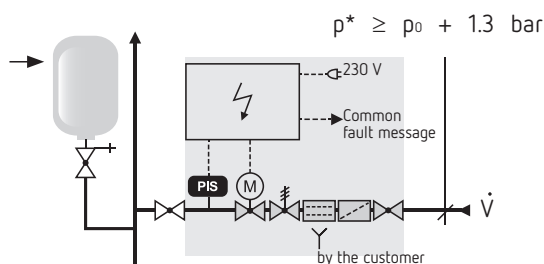 p* ≥ p₀ + 1.3 bar
230 V
Common
fault message
PIS
M
V̇
by the customer